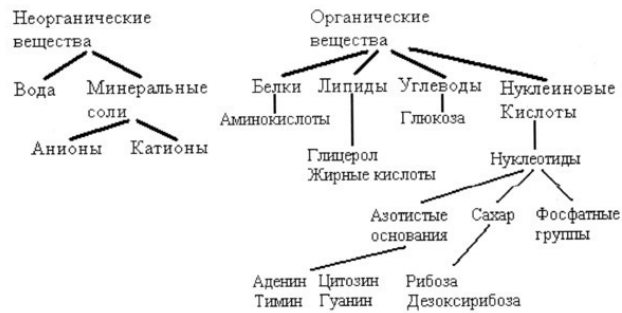 Неорганические
вещества
Вода
Минеральные
соли
Анионы
Катионы
Органические
вещества
Белки
Липиды
Углеводы
Нуклеиновые
Кислоты
Аминокислоты
Глюкоза
Глицерол
Жирные кислоты
Нуклеотиды
Азотистые
основания
Сахар
Фосфатные
группы
Аденин Цитозин
Тимин Гуанин
Рибоза
Дезоксирибоза